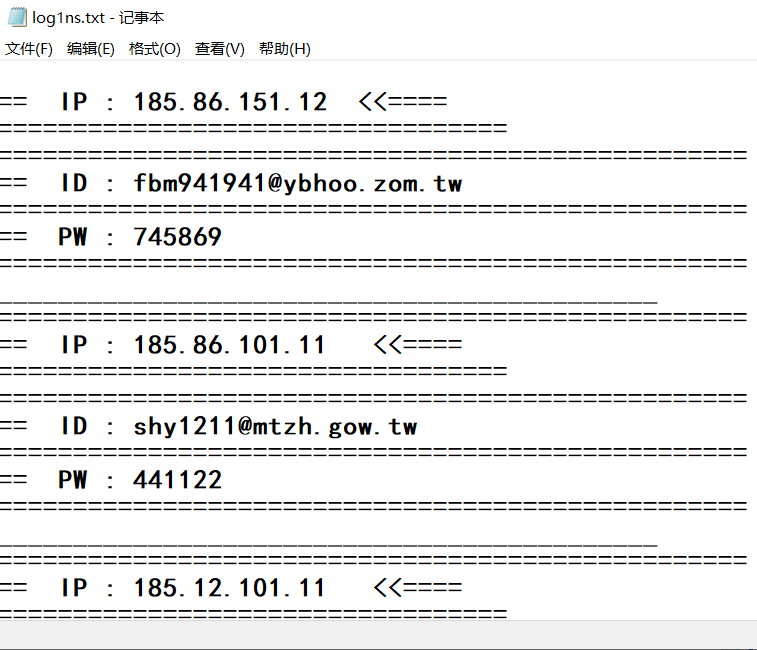 log1ns.txt - 记事本
文件(F) 编辑(E) 格式(O) 查看(V) 帮助(H)
== IP : 185.86.151.12 <<====
==================================
==================================================
== ID : fbm941941@ybhoo.zom.tw
==================================================
== PW : 745869
==================================================
____________________________________________
==================================================
== IP : 185.86.101.11 <<====
==================================
==================================================
== ID : shy1211@mtzh.gow.tw
==================================================
== PW : 441122
==================================================
____________________________________________
==================================================
== IP : 185.12.101.11 <<====
==================================